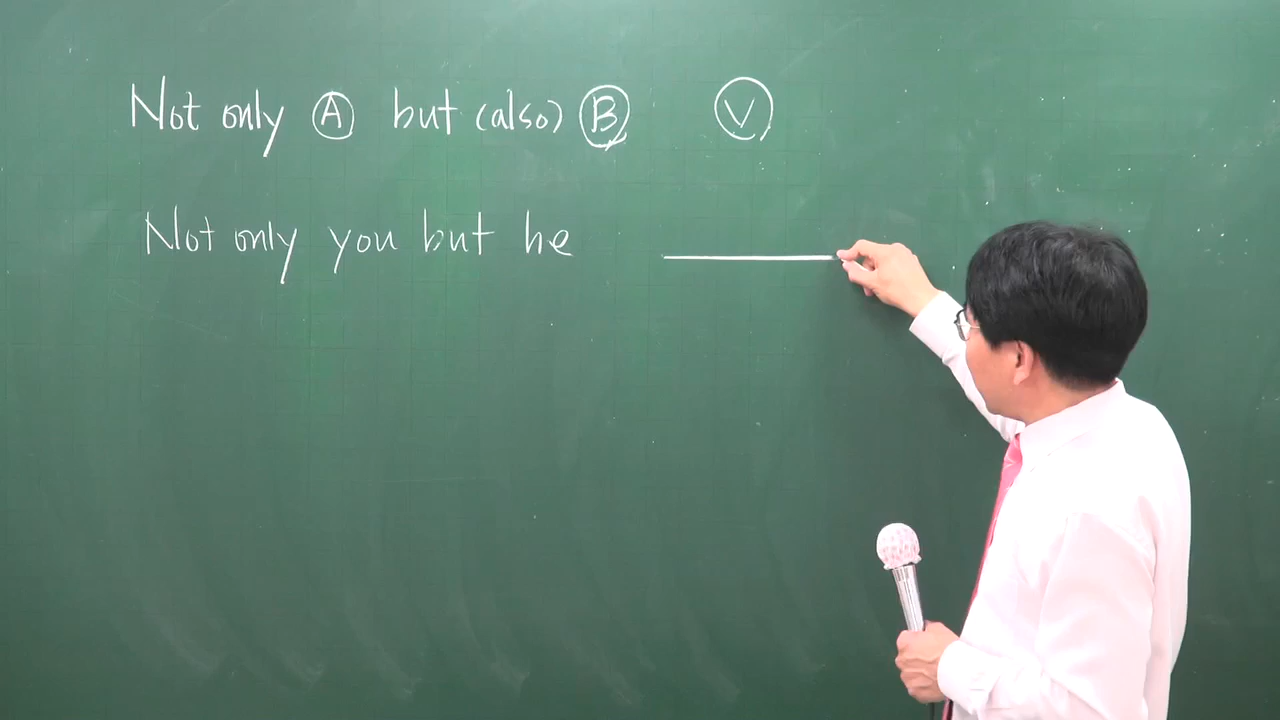 Not only Ⓐ but (also) Ⓑ Ⓥ
Not only you but he ______